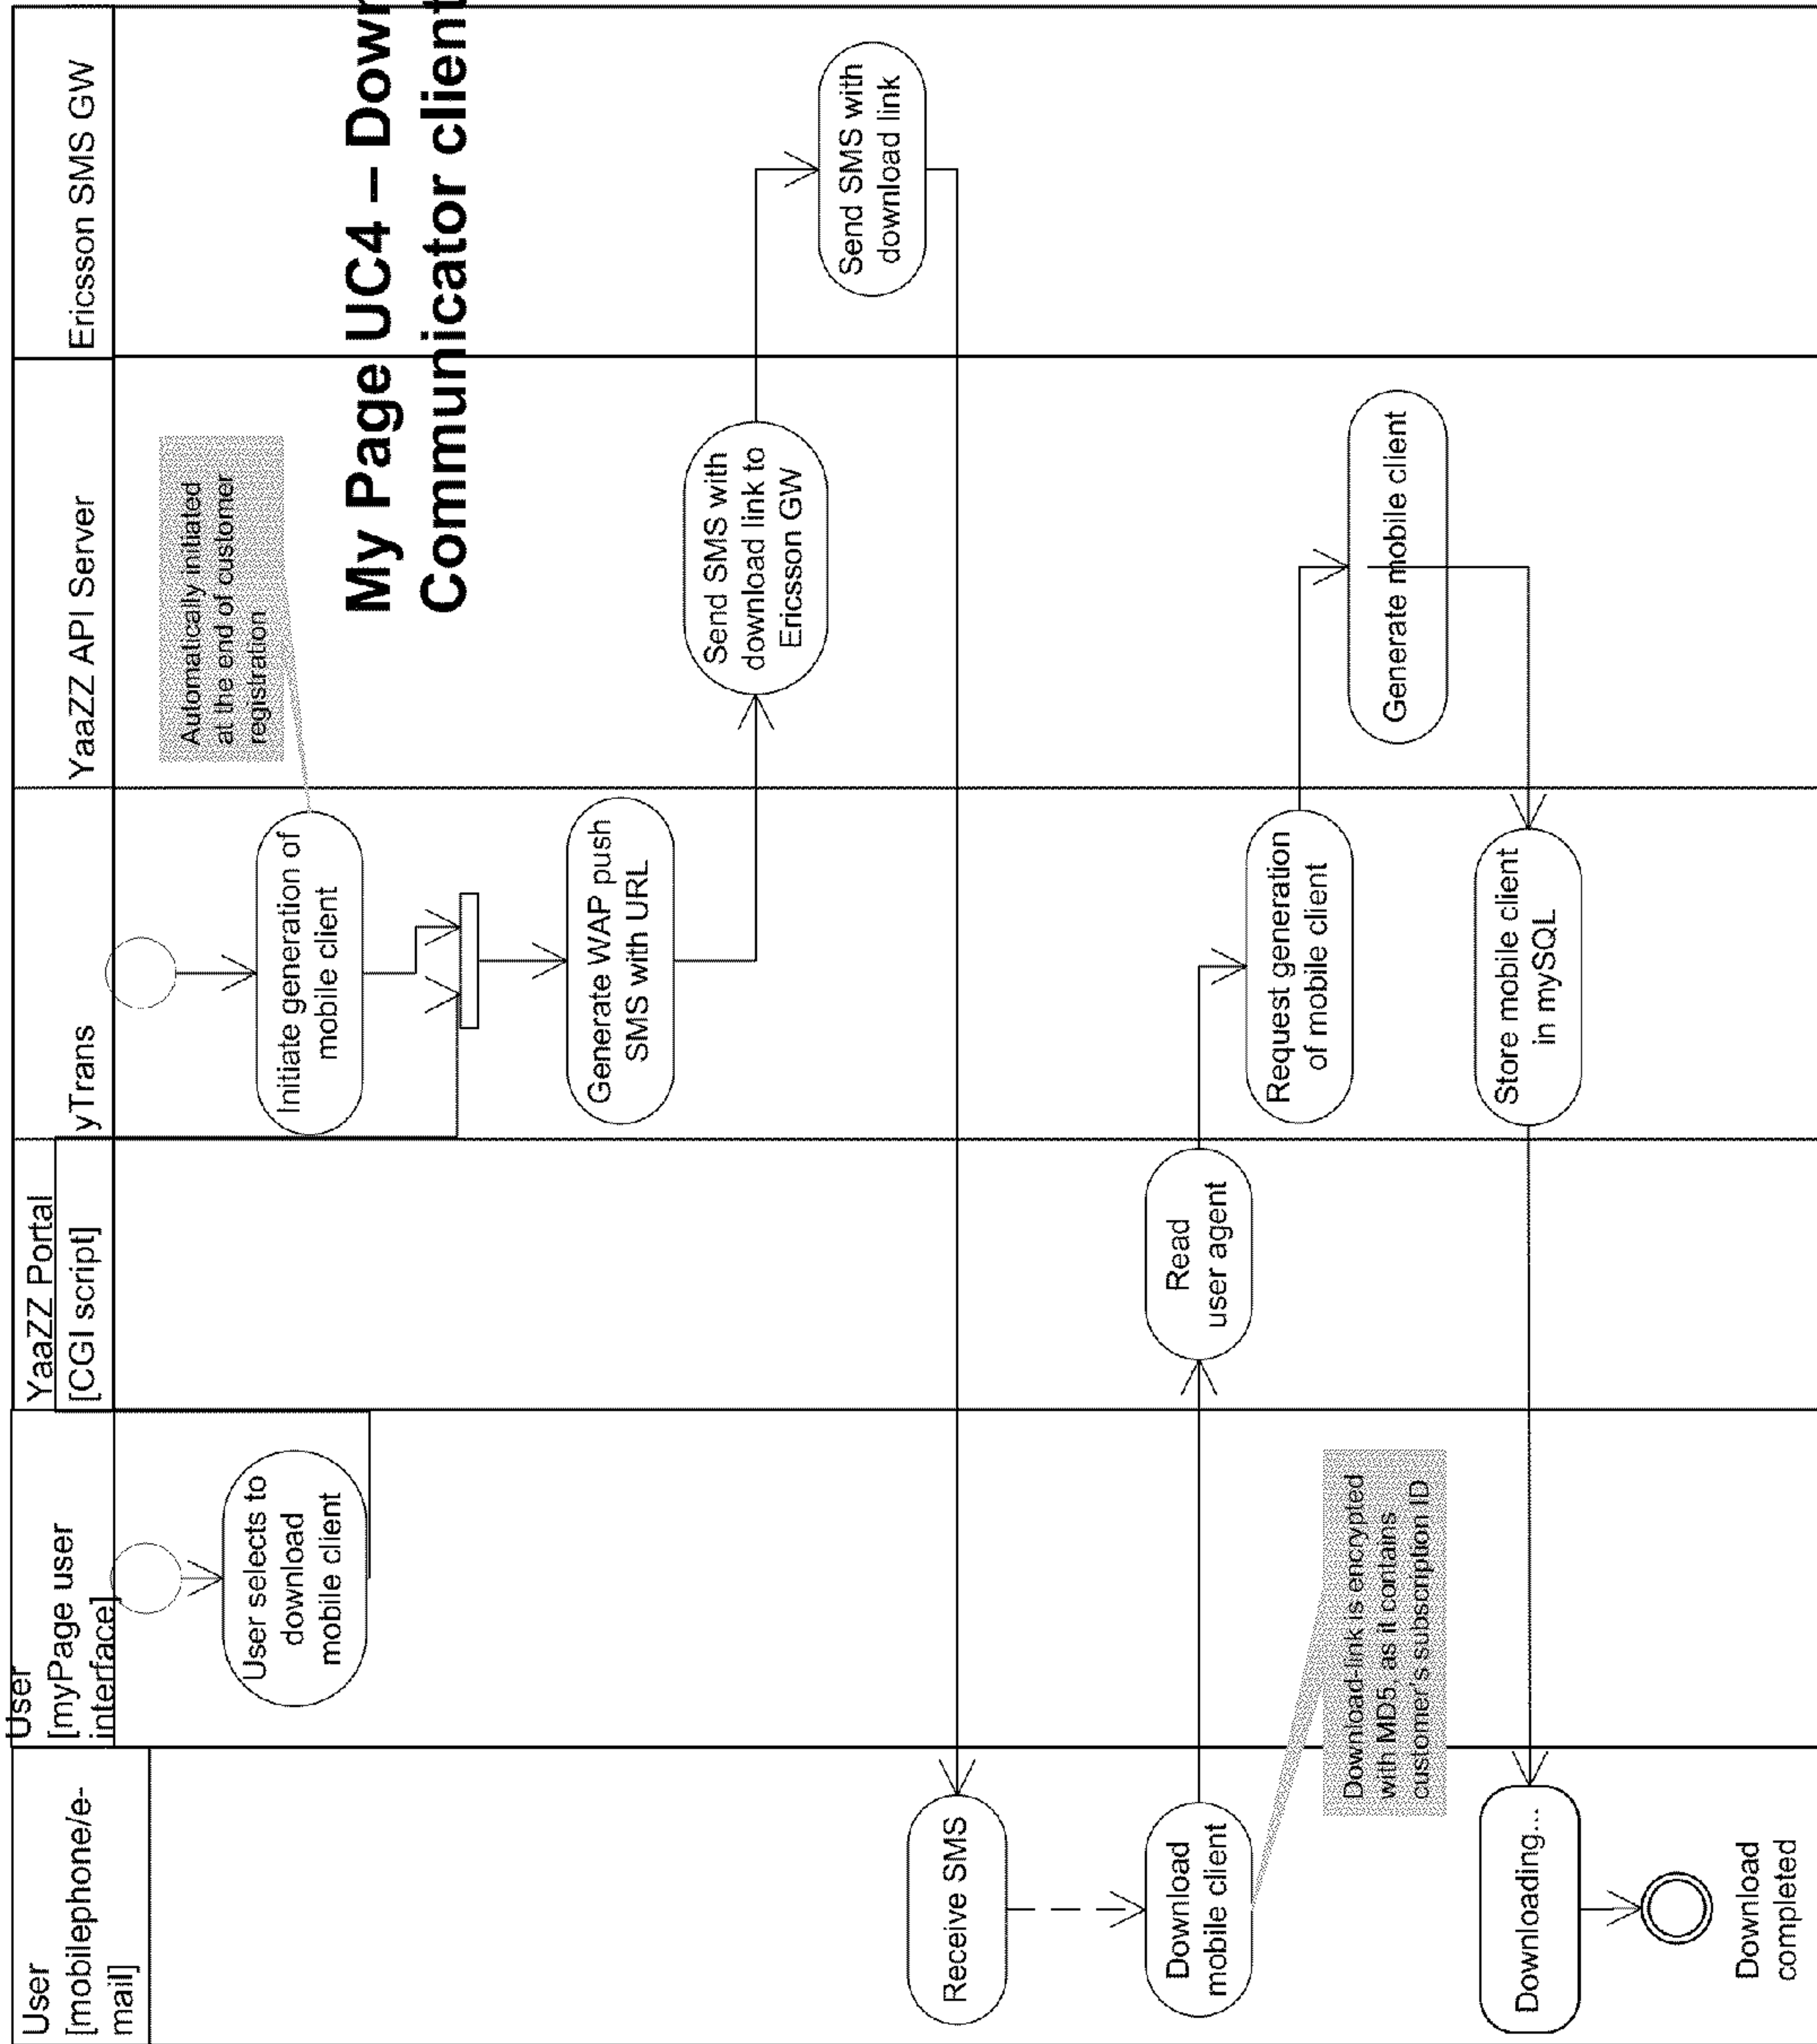 My Page UC4 – Dow
Communicator client
User
[mobilephone/e-
mail]
User
[myPage user
interface]
YaaZZ Portal
[CGI script]
yTrans
YaaZZ API Server
Ericsson SMS GW
User selects to
download
mobile client
Initiate generation of
mobile client
Automatically initiated
at the end of customer
registration
Generate WAP push
SMS with URL
Send SMS with
download link to
Ericsson GW
Send SMS with
download link
Receive SMS
Download
mobile client
Read
user agent
Request generation
of mobile client
Generate mobile client
Download-link is encrypted
with MD5, as it contains
customer's subscription ID
Store mobile client
in mySQL
Downloading...
Download
completed